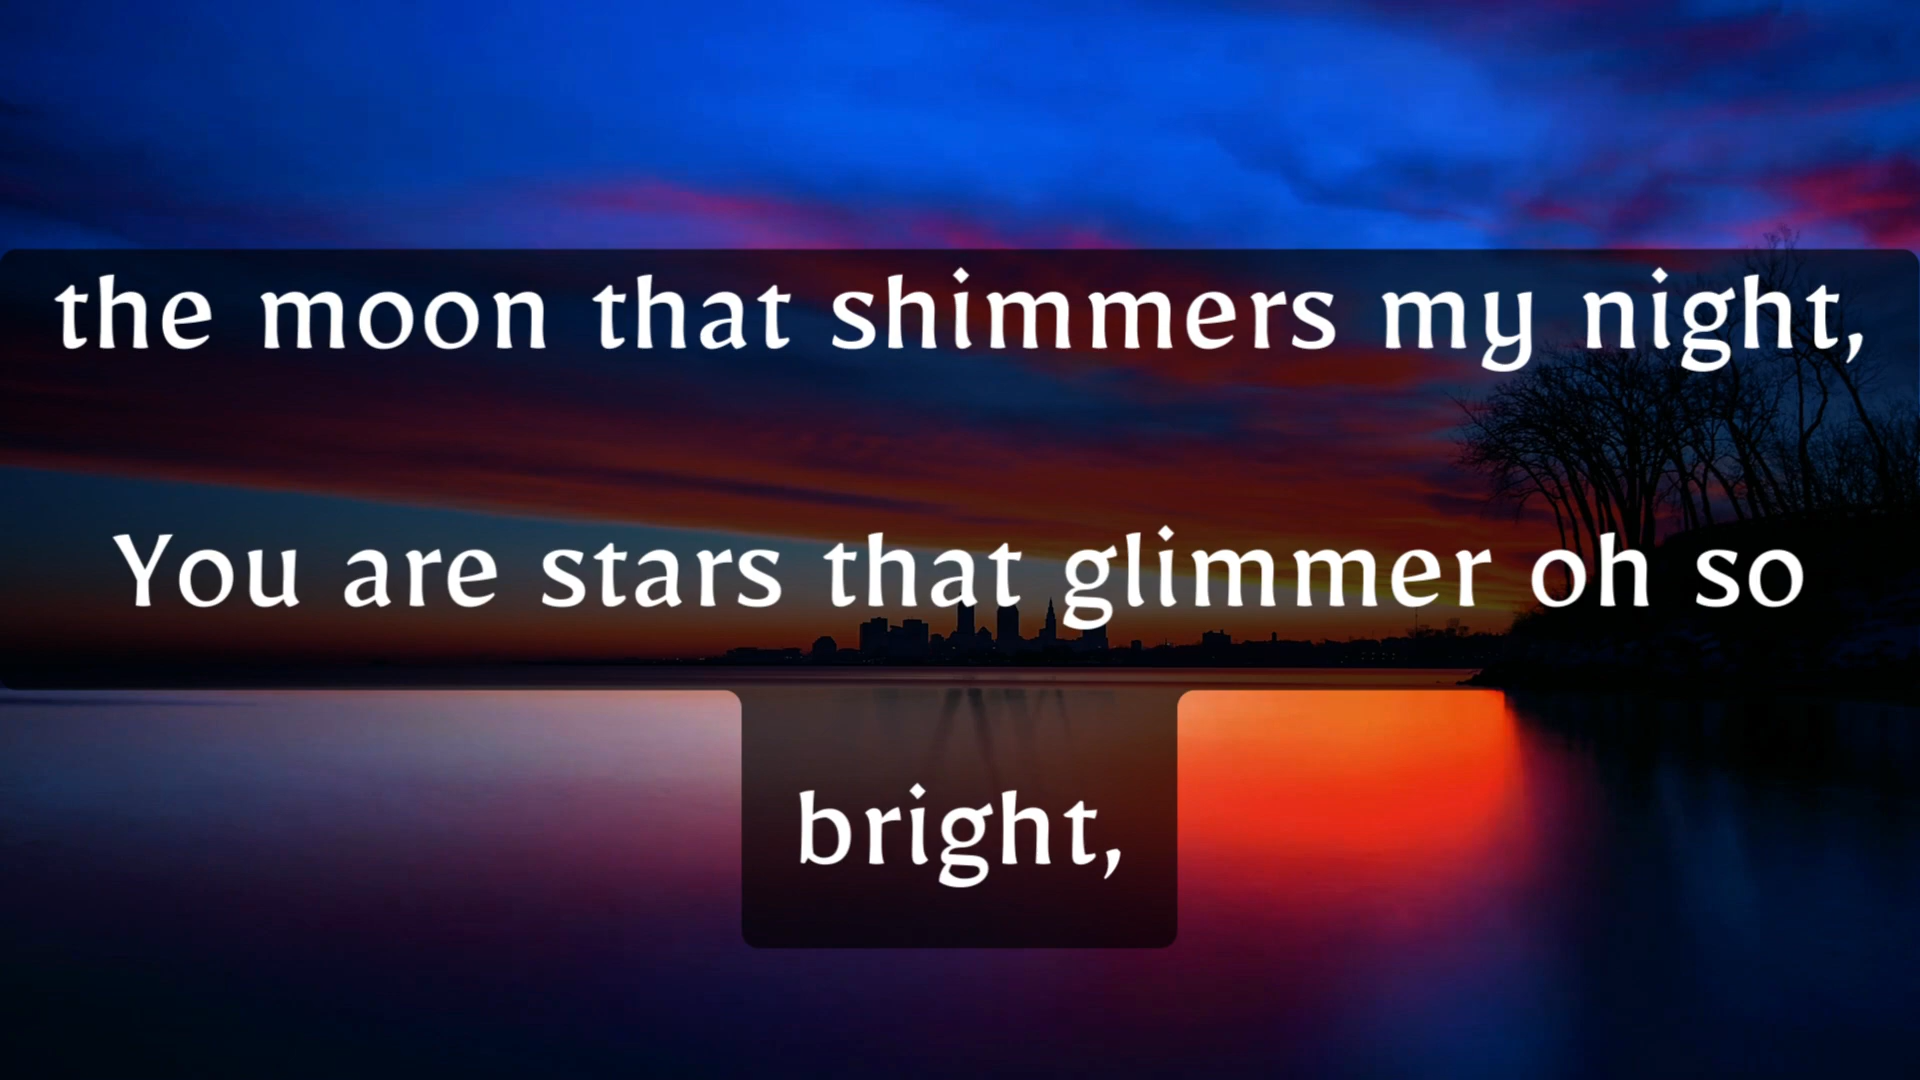 the moon that shimmers my night,
You are stars that glimmer oh so
bright,